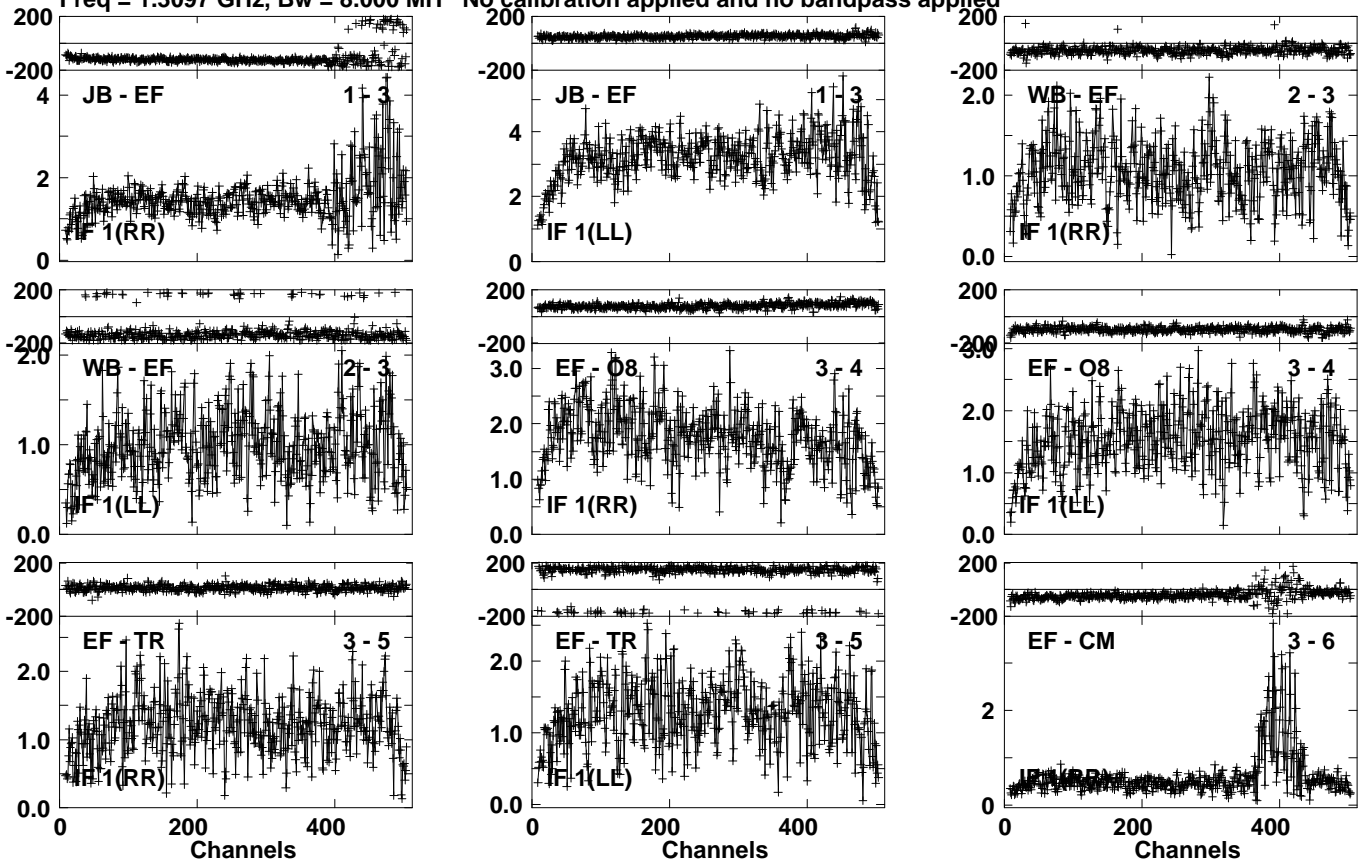 Freq = 1.3097 GHz, Bw = 8.000 MH No calibration applied and no bandpass applied
200
-200
4
2
0
JB - EF
1 - 3
IF 1(RR)
200
-200
4
2
0
JB - EF
1 - 3
IF 1(LL)
200
-200
2.0
1.0
0.0
WB - EF
2 - 3
IF 1(RR)
200
-200
2.0
1.0
0.0
WB - EF
2 - 3
IF 1(LL)
200
-200
3.0
2.0
1.0
0.0
EF - O8
3 - 4
IF 1(RR)
200
-200
3.0
2.0
1.0
0.0
EF - O8
3 - 4
IF 1(LL)
200
-200
2.0
1.0
0.0
EF - TR
3 - 5
IF 1(RR)
0
200
400
Channels
200
-200
2.0
1.0
0.0
EF - TR
3 - 5
IF 1(LL)
0
200
400
Channels
200
-200
2
0
EF - CM
3 - 6
IF 1(RR)
0
200
400
Channels